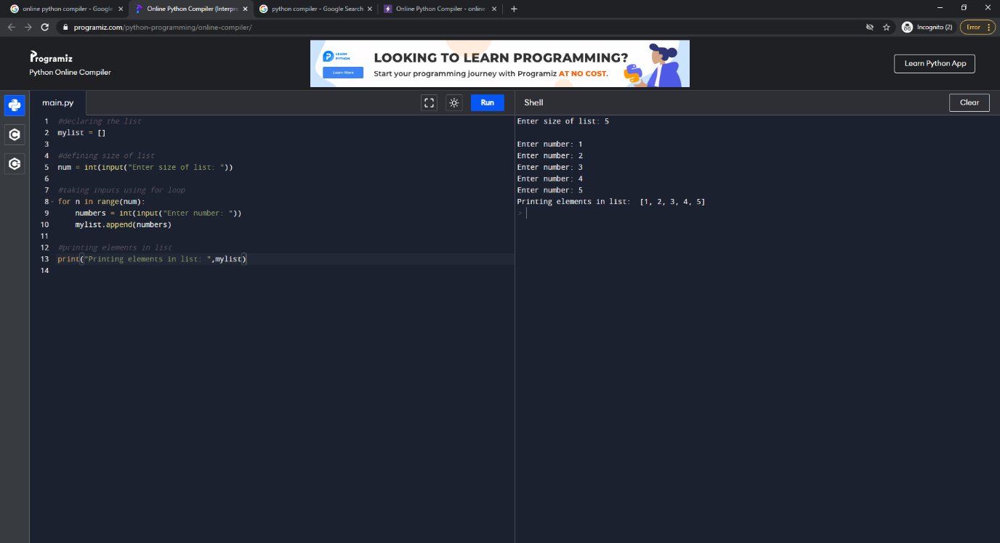 online python compiler - Google
Online Python Compiler (Interpre
python compiler - Google Search
Online Python Compiler - online
programiz.com/python-programming/online-compiler/
Incognito (2)
Error
Programiz
Python Online Compiler
LEARN
PYTHON
Learn More
LOOKING TO LEARN PROGRAMMING?
Start your programming journey with Programiz AT NO COST.
Learn Python App
main.py
Run
Shell
Clear
1 #declaring the list
2 mylist = []
3
4 #defining size of list
5 num = int(input("Enter size of list: "))
6
7 #taking inputs using for loop
8 - for n in range(num):
9     numbers = int(input("Enter number: "))
10     mylist.append(numbers)
11
12 #printing elements in list
13 print("Printing elements in list: ",mylist)
14
Enter size of list: 5
Enter number: 1
Enter number: 2
Enter number: 3
Enter number: 4
Enter number: 5
Printing elements in list:  [1, 2, 3, 4, 5]
>